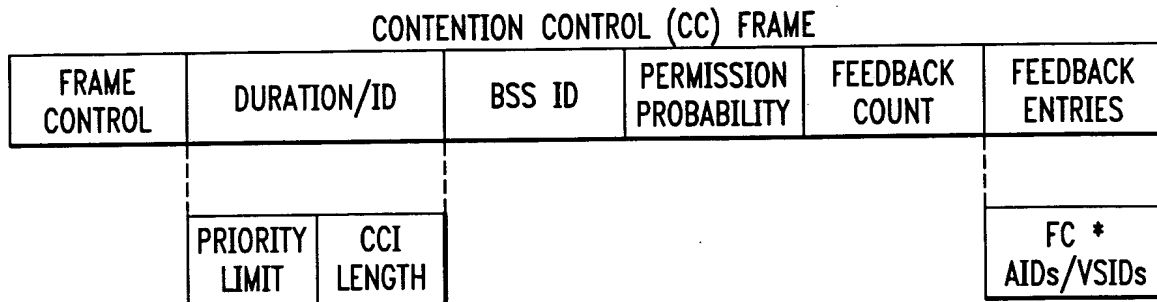 CONTENTION CONTROL (CC) FRAME
FRAME CONTROL
DURATION/ID
BSS ID
PERMISSION PROBABILITY
FEEDBACK COUNT
FEEDBACK ENTRIES
PRIORITY LIMIT
CCI LENGTH
FC *
AIDs/VSIDs